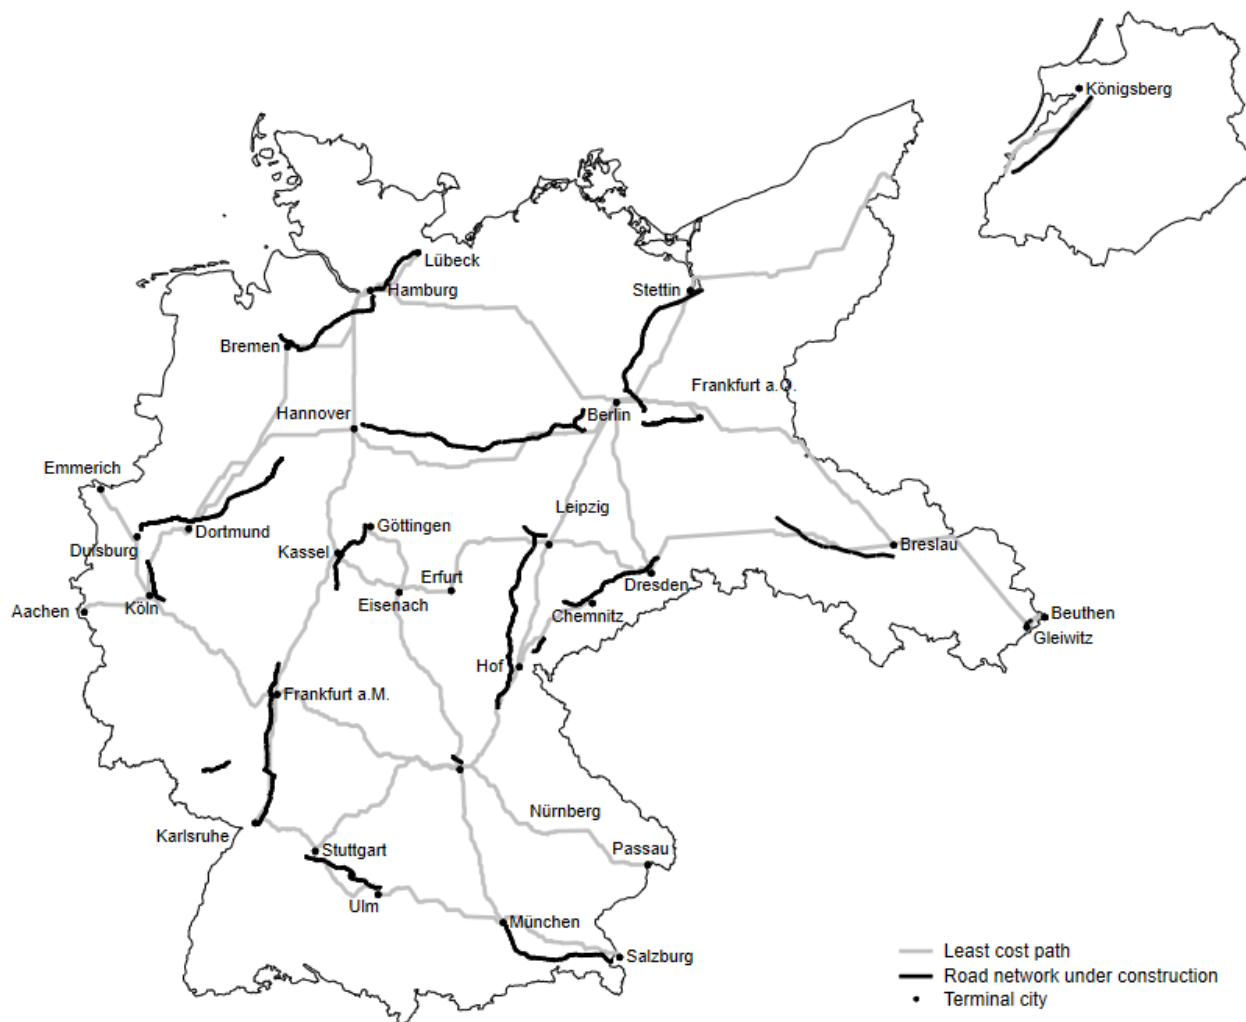 Königsberg
Lübeck
Hamburg
Stettin
Bremen
Frankfurt a.O.
Hannover
Berlin
Emmerich
Leipzig
Dortmund
Göttingen
Duisburg
Kassel
Breslau
Erfurt
Dresden
Eisenach
Aachen
Köln
Chemnitz
Beuthen
Gleiwitz
Hof
Frankfurt a.M.
Nürnberg
Karlsruhe
Stuttgart
Passau
Ulm
München
Salzburg
Least cost path
Road network under construction
Terminal city